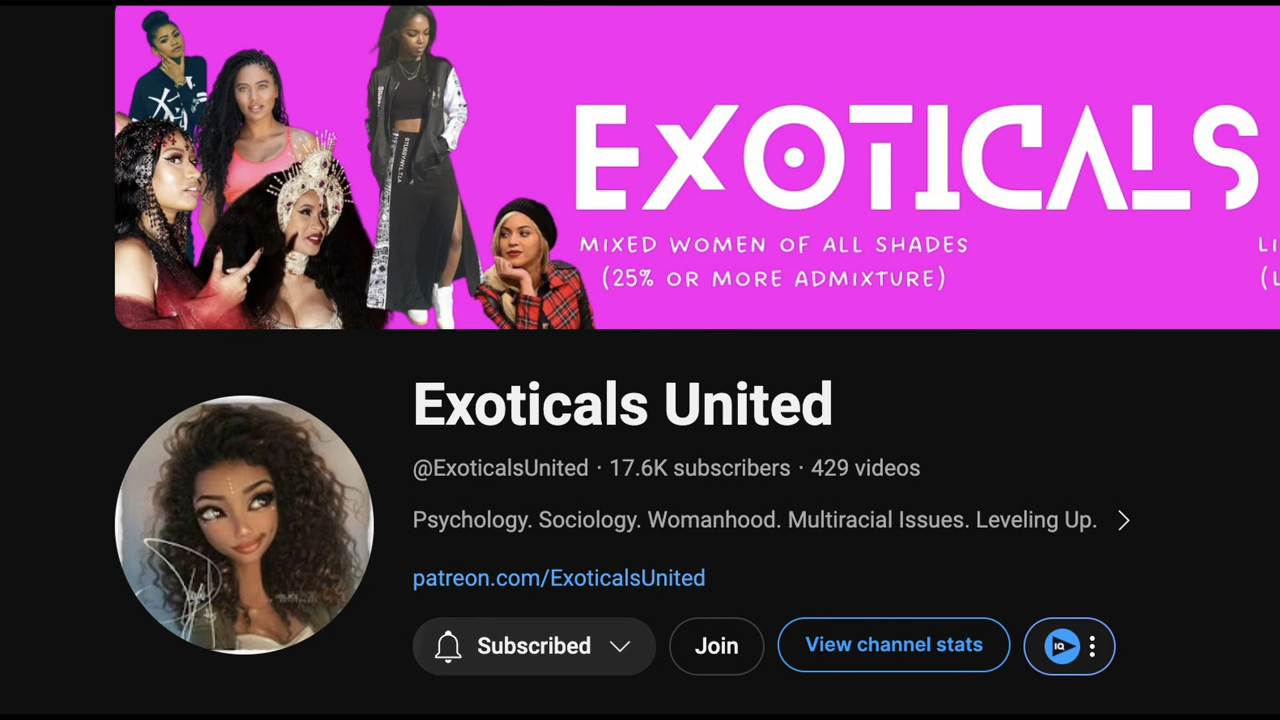 EXOTICALS
MIXED WOMEN OF ALL SHADES
(25% OR MORE ADMIXTURE)
Exoticals United
@ExoticalsUnited · 17.6K subscribers · 429 videos
Psychology. Sociology. Womanhood. Multiracial Issues. Leveling Up.
patreon.com/ExoticalsUnited
Subscribed
Join
View channel stats
IQ